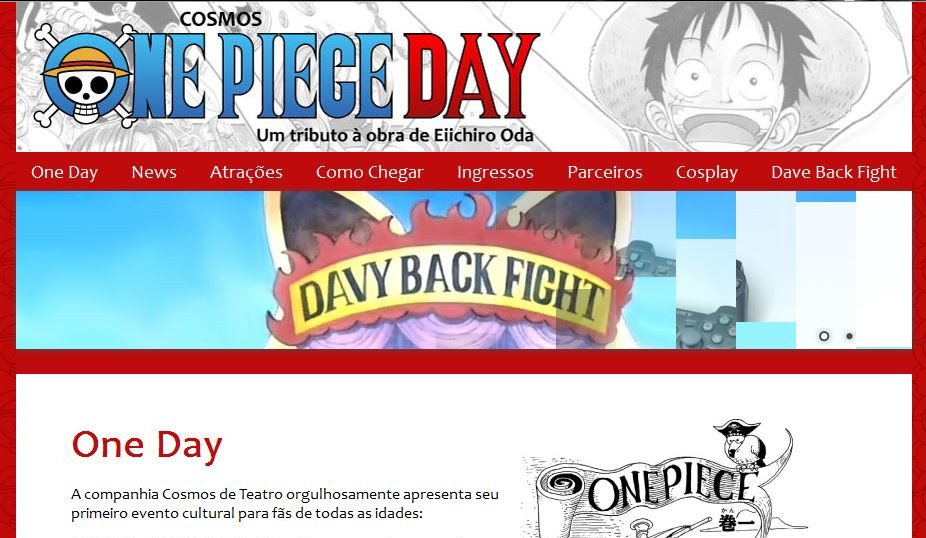 COSMOS
ONE PIECE DAY
Um tributo à obra de Eiichiro Oda
One Day News Atrações Como Chegar Ingressos Parceiros Cosplay Dave Back Fight
DAVY BACK FIGHT
SONY
One Day
A companhia Cosmos de Teatro orgulhosamente apresenta seu
primeiro evento cultural para fãs de todas as idades:
ONE PIECE
かん
巻一